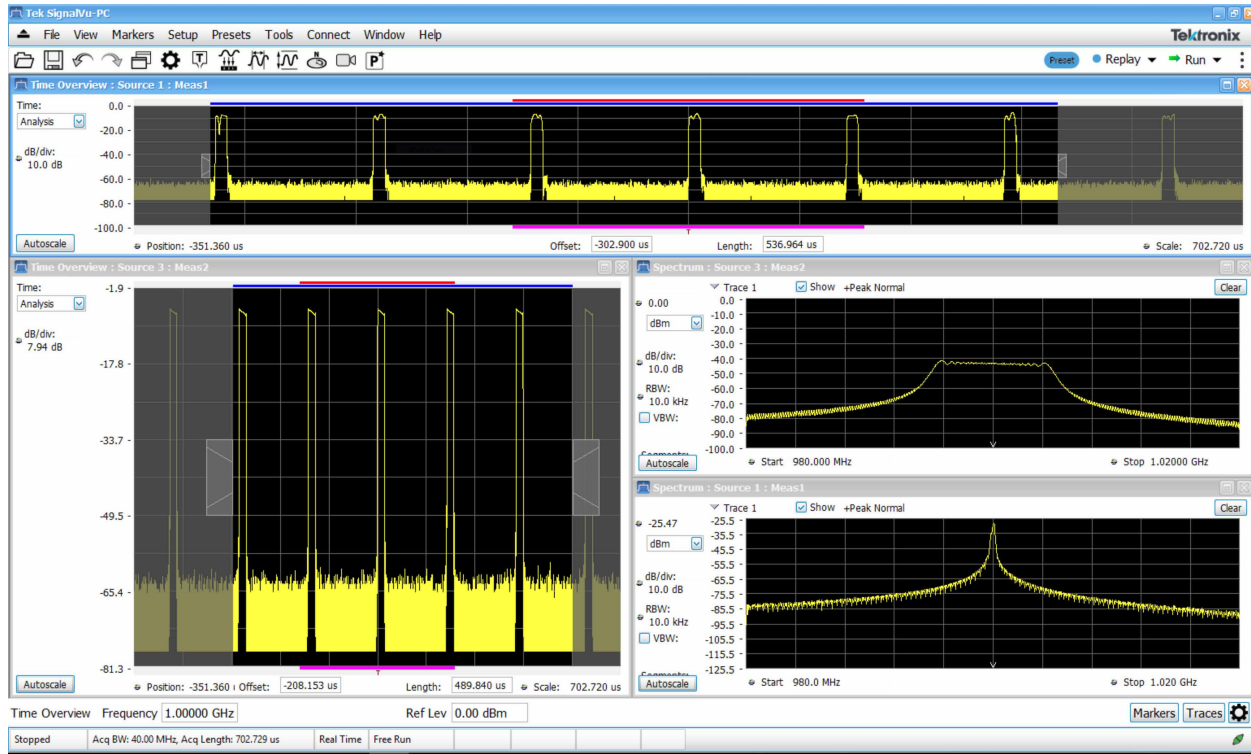 Tek SignalVu-PC
File View Markers Setup Presets Tools Connect Window Help
Tektronix
Preset Replay Run
Time Overview : Source 1 : Meas1
Time:
Analysis
dB/div:
10.0 dB
0.0
-20.0
-40.0
-60.0
-80.0
-100.0
Autoscale
Position: -351.360 us Offset: -302.900 us Length: 536.964 us Scale: 702.720 us
Time Overview : Source 3 : Meas2
Time:
Analysis
dB/div:
7.94 dB
-1.9
-17.8
-33.7
-49.5
-65.4
-81.3
Autoscale
Position: -351.360 Offset: -208.153 us Length: 489.840 us Scale: 702.720 us
Spectrum : Source 3 : Meas2
Trace 1 Show +Peak Normal Clear
0.00
dBm
dB/div:
10.0 dB
RBW:
10.0 kHz
VBW:
Autoscale
0.0
-10.0
-20.0
-30.0
-40.0
-50.0
-60.0
-70.0
-80.0
-90.0
-100.0
Start 980.000 MHz Stop 1.02000 GHz
Spectrum : Source 1 : Meas1
Trace 1 Show +Peak Normal Clear
-25.47
dBm
dB/div:
10.0 dB
RBW:
10.0 kHz
VBW:
Autoscale
-25.5
-35.5
-45.5
-55.5
-65.5
-75.5
-85.5
-95.5
-105.5
-115.5
-125.5
Start 980.0 MHz Stop 1.020 GHz
Time Overview Frequency 1.00000 GHz Ref Lev 0.00 dBm Markers Traces
Stopped Acq BW: 40.00 MHz, Acq Length: 702.729 us Real Time Free Run